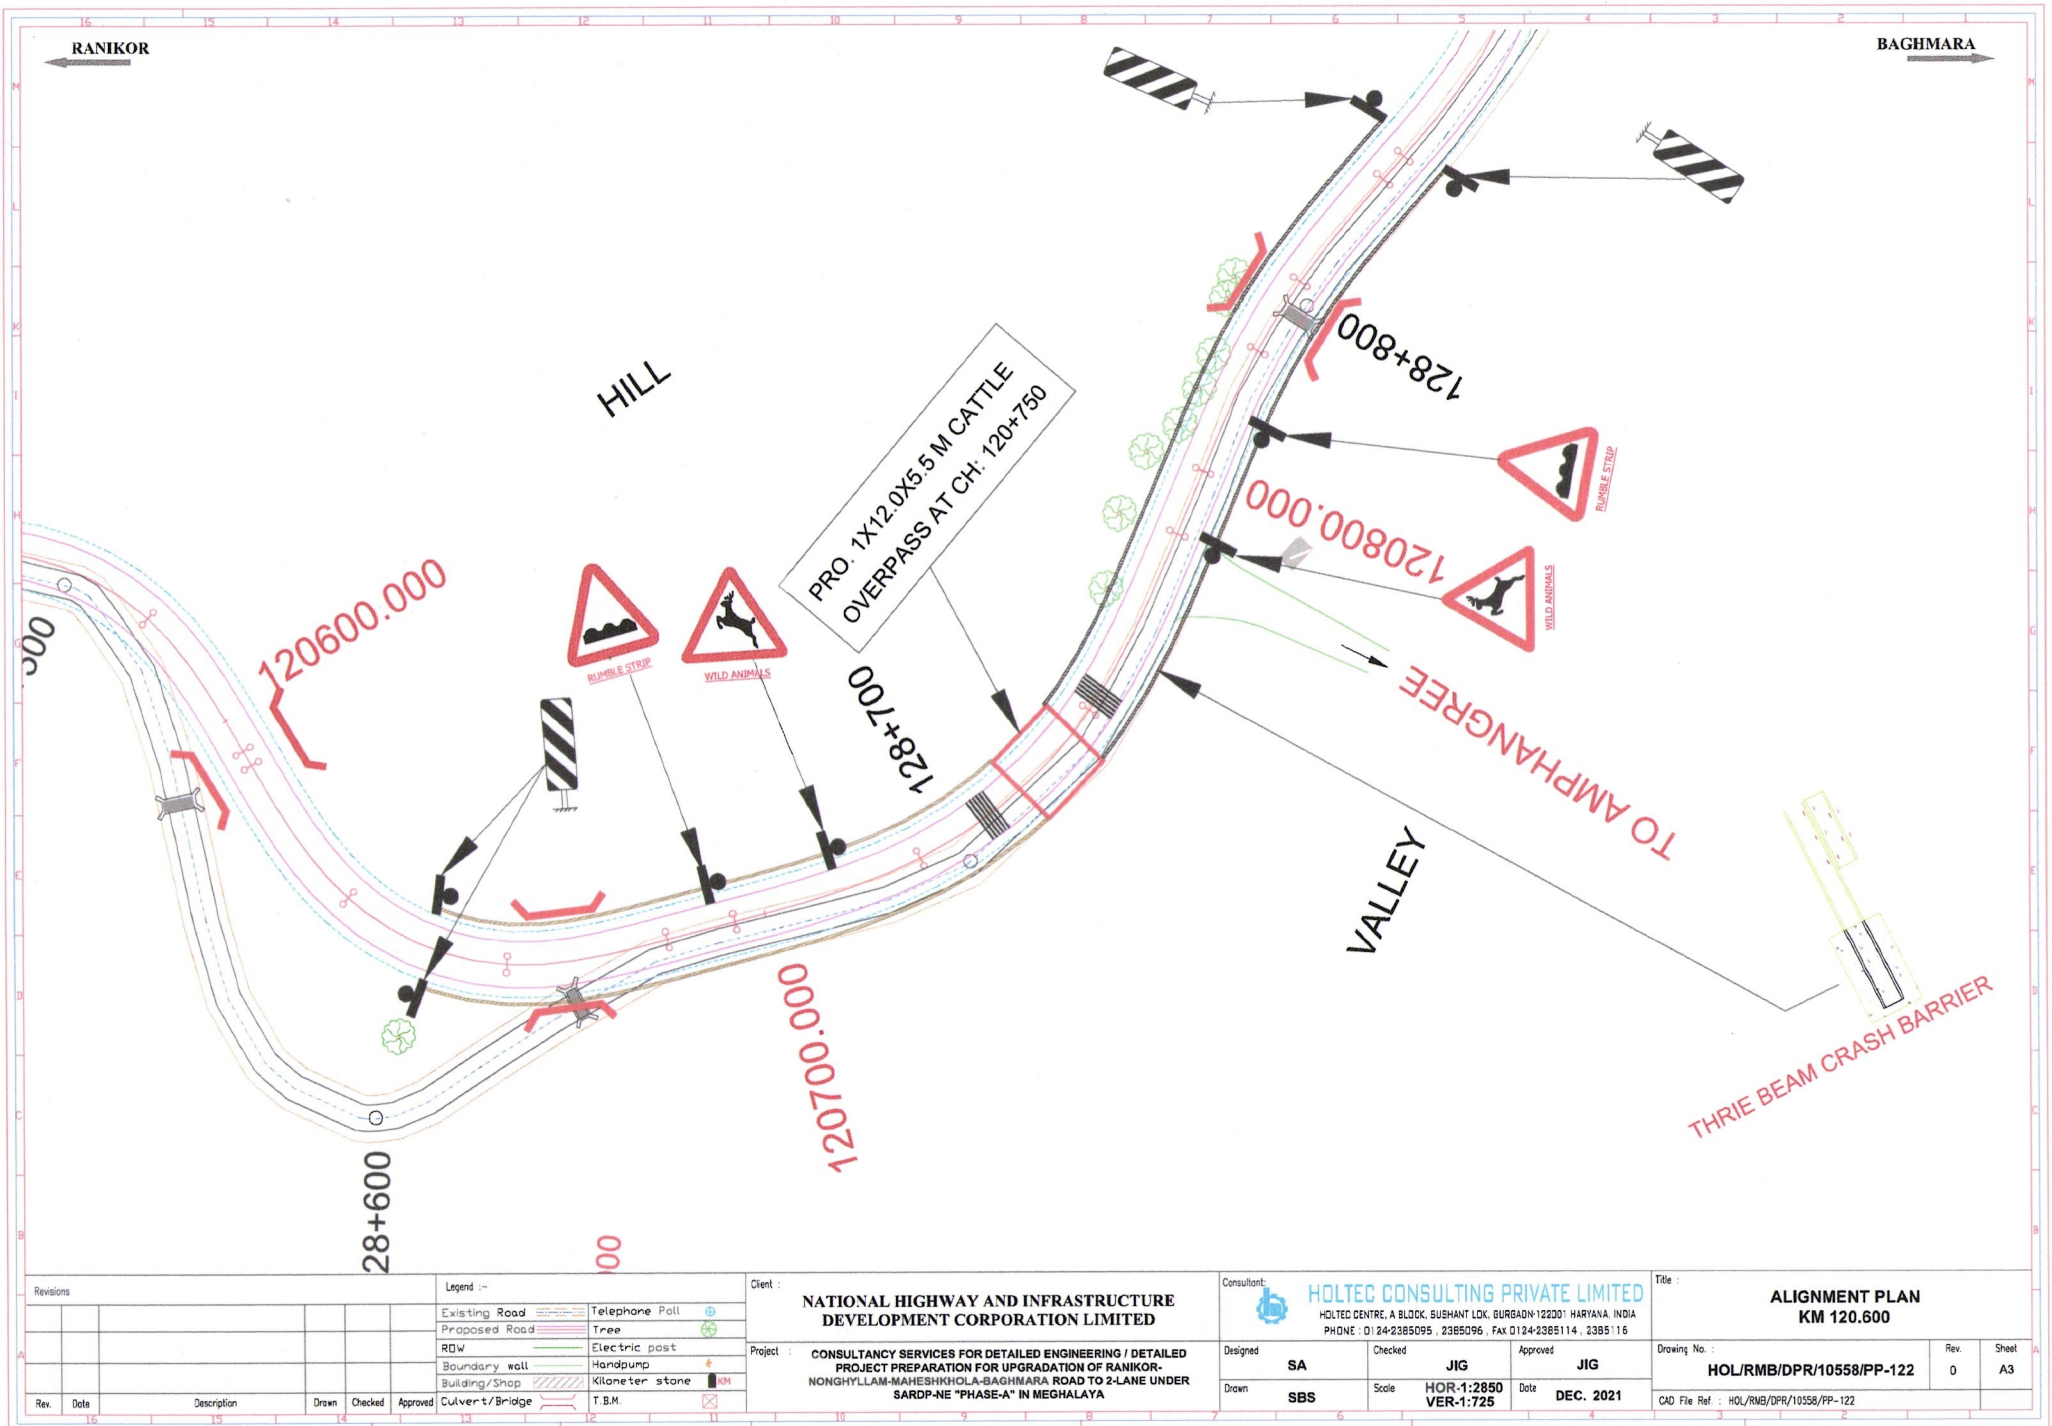 RANIKOR
BAGHMARA
HILL
PRO. 1X12.0X5.5 M CATTLE
OVERPASS AT CH: 120+750
128+800
RUMBLE STRIP
120800.000
WILD ANIMALS
120600.000
RUMBLE STRIP
WILD ANIMALS
128+700
TO AMPHANGREE
VALLEY
THRIE BEAM CRASH BARRIER
120700.000
28+600
Revisions
Rev.
Date
Description
Drawn
Checked
Approved
Legend :-
Existing Road
Telephone Poll
Proposed Road
Tree
ROW
Electric post
Boundary wall
Handpump
Building/Shop
Kilometer stone
KM
Culvert/Bridge
T.B.M.
Client :
NATIONAL HIGHWAY AND INFRASTRUCTURE
DEVELOPMENT CORPORATION LIMITED
Project :
CONSULTANCY SERVICES FOR DETAILED ENGINEERING / DETAILED
PROJECT PREPARATION FOR UPGRADATION OF RANIKOR-
NONGHYLLAM-MAHESHKHOLA-BAGHMARA ROAD TO 2-LANE UNDER
SARDP-NE "PHASE-A" IN MEGHALAYA
Consultant:
HOLTEC CONSULTING PRIVATE LIMITED
HOLTEC CENTRE, A BLOCK, SUSHANT LOK, GURGAON-122001 HARYANA, INDIA
PHONE : 0124-2385095 , 2385096 , FAX 0124-2385114 , 2385116
Designed
SA
Checked
JIG
Approved
JIG
Drawn
SBS
Scale
HOR-1:2850
VER-1:725
Date
DEC. 2021
Title :
ALIGNMENT PLAN
KM 120.600
Drawing No. :
HOL/RMB/DPR/10558/PP-122
Rev.
0
Sheet
A3
CAD File Ref. : HOL/RMB/DPR/10558/PP-122